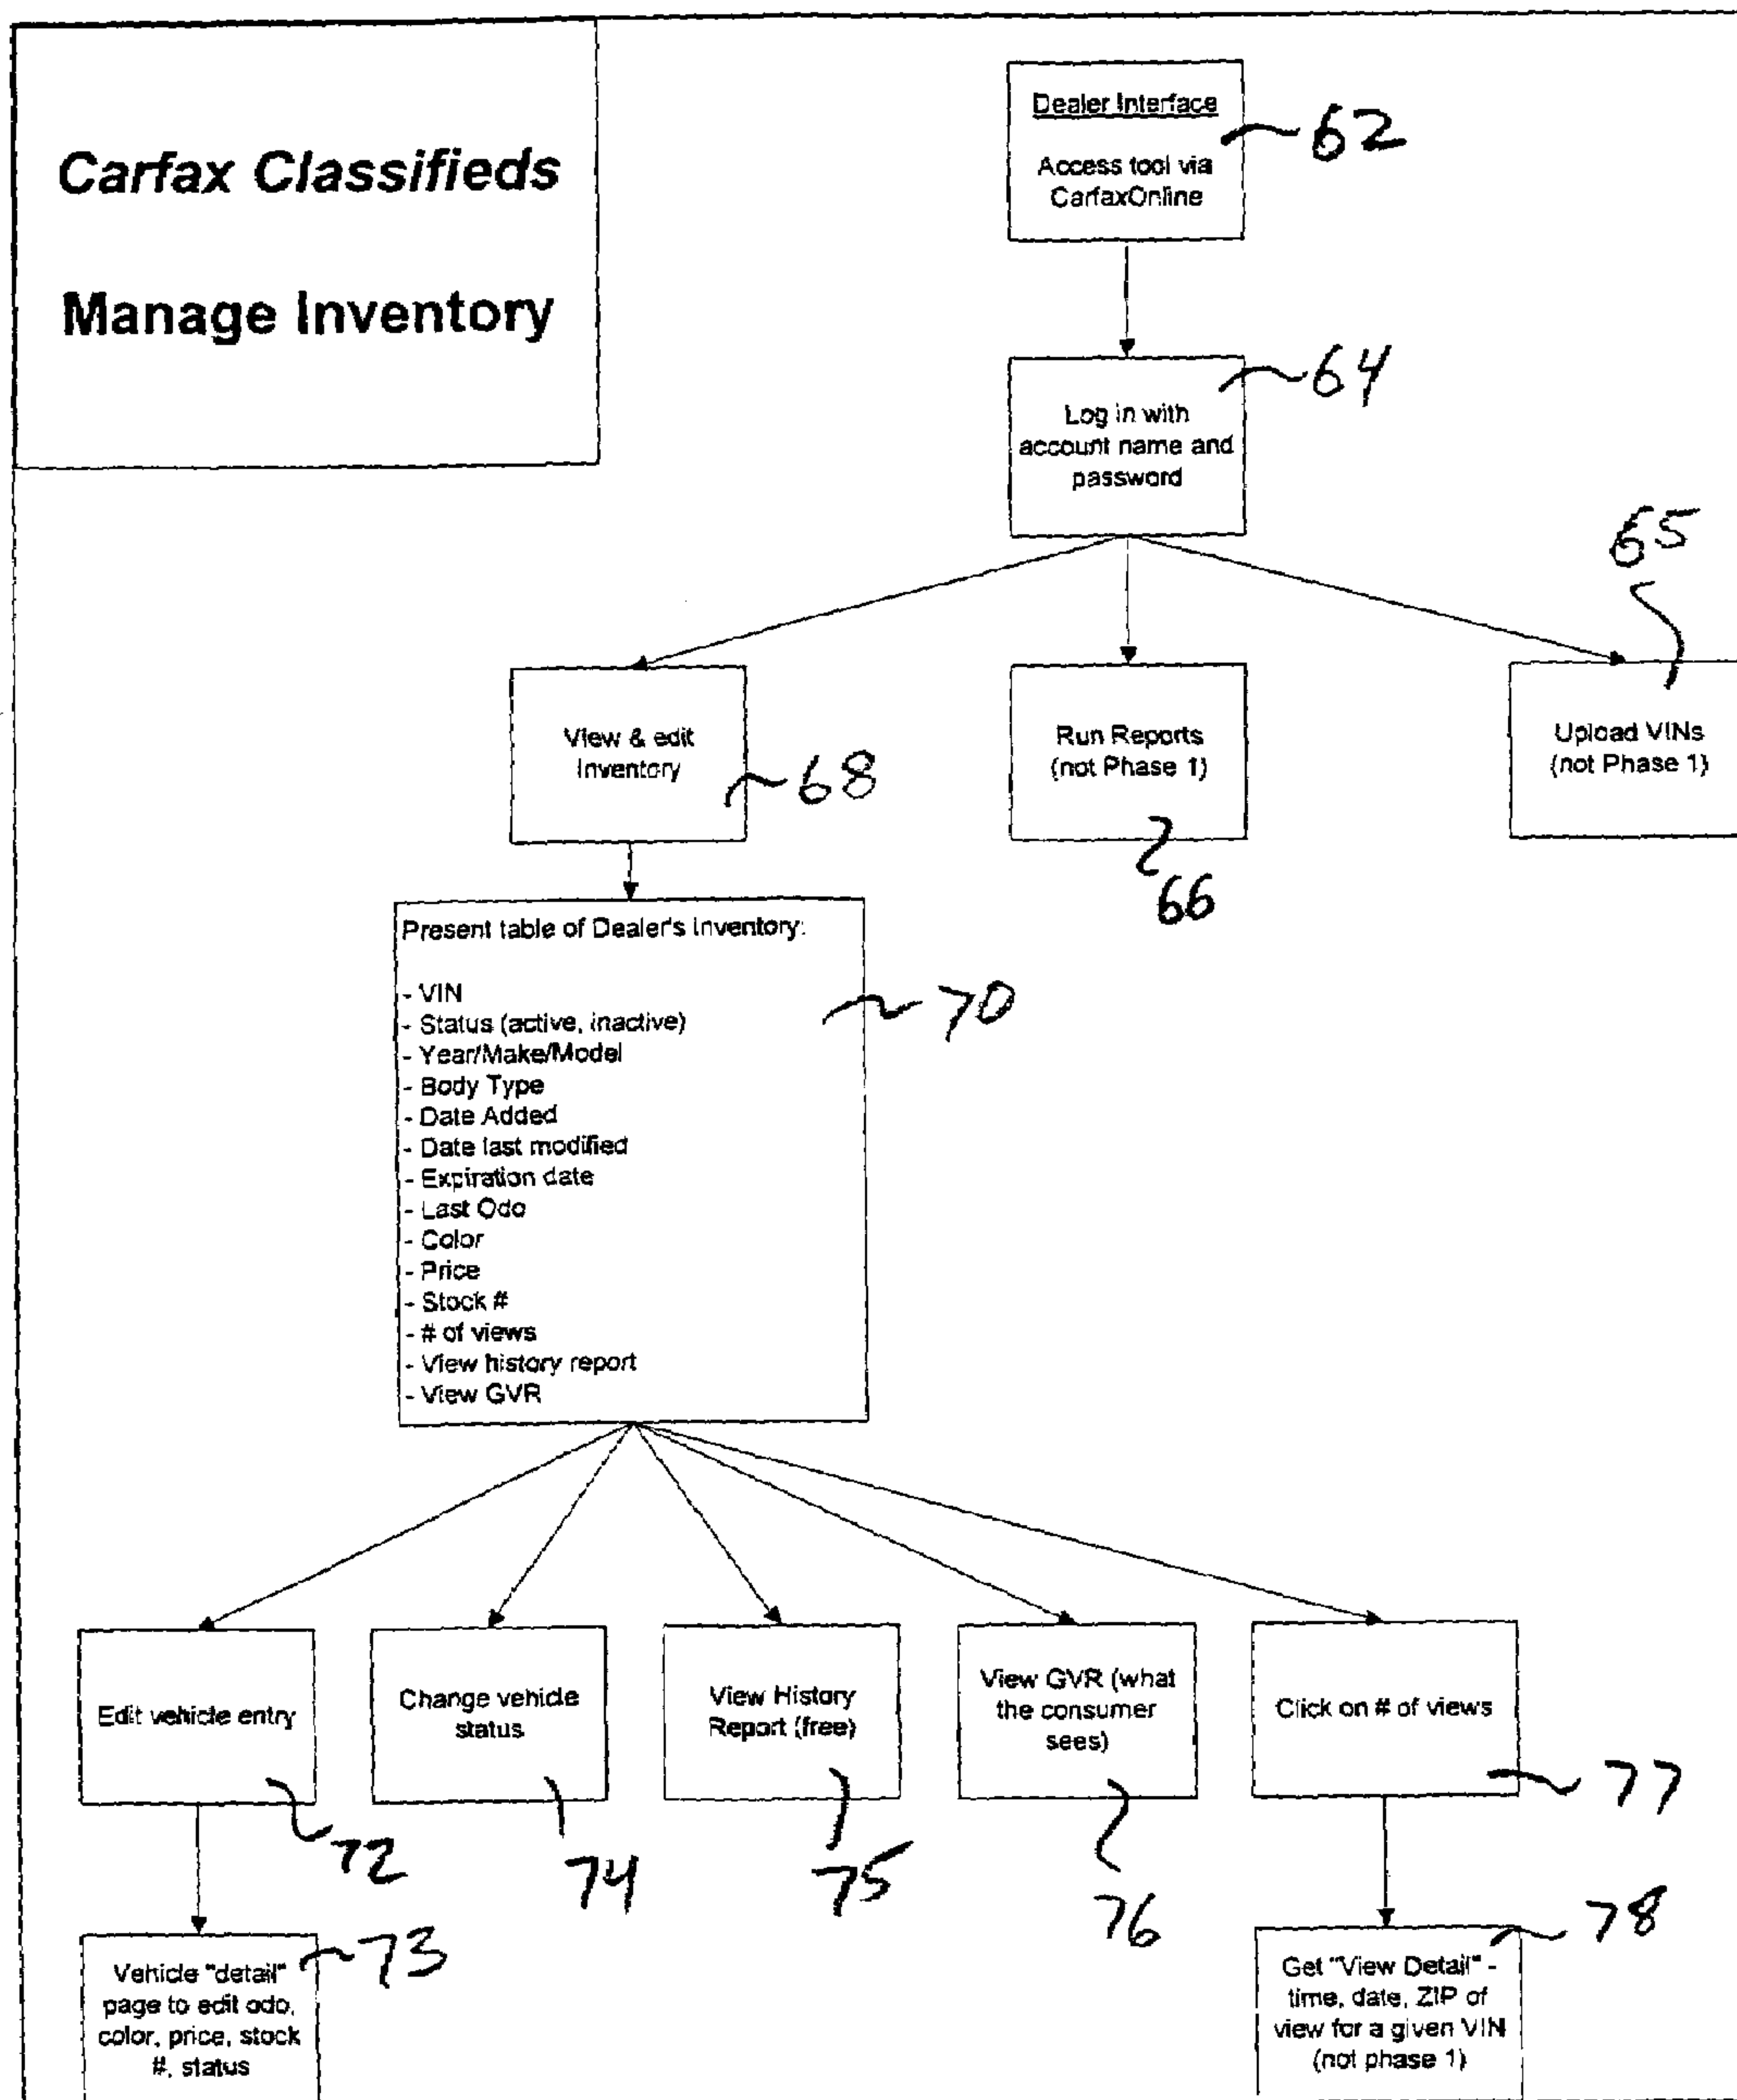 Carfax Classifieds
Manage Inventory
Dealer Interface
Access tool via
CarfaxOnline
62
Log in with
account name and
password
64
65
View & edit
Inventory
68
Run Reports
(not Phase 1)
66
Upload VINs
(not Phase 1)
Present table of Dealer's Inventory:
- VIN
- Status (active, inactive)
- Year/Make/Model
- Body Type
- Date Added
- Date last modified
- Expiration date
- Last Odo
- Color
- Price
- Stock #
- # of views
- View history report
- View GVR
70
Edit vehicle entry
72
Change vehicle
status
74
View History
Report (free)
75
View GVR (what
the consumer
sees)
76
Click on # of views
77
Vehicle "detail"
page to edit odo,
color, price, stock
#, status
73
Get "View Detail" -
time, date, ZIP of
view for a given VIN
(not phase 1)
78